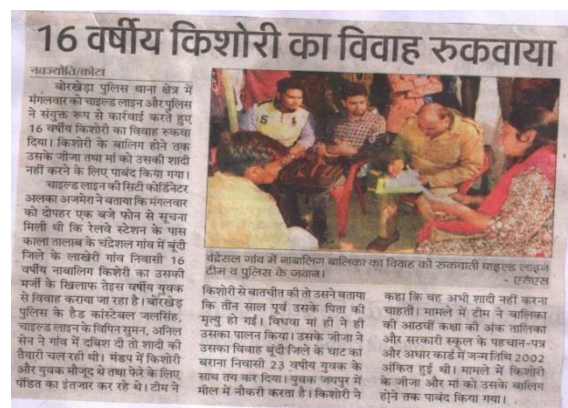 16 वर्षीय किशोरी का विवाह रुकवाया
नवज्योति/कोटा
बोरखेड़ा पुलिस थाना क्षेत्र में
मंगलवार को चाइल्ड लाइन और पुलिस
ने संयुक्त रूप से कार्रवाई करते हुए
16 वर्षीय किशोरी का विवाह रुकवा
दिया। किशोरी के बालिग होने तक
उसके जीजा तथा मां को उसकी शादी
नहीं करने के लिए पाबंद किया गया।
चाइल्ड लाइन की सिटी कोर्डिनेटर
अलका अजमेरा ने बताया कि मंगलवार
को दोपहर एक बजे फोन से सूचना
मिली थी कि रेलवे स्टेशन के पास
काला तालाब के चंद्रेशल गांव में बूंदी
जिले के लाखेरी गांव निवासी 16
वर्षीय नाबालिग किशेरी का उसकी
मर्जी के खिलाफ तेइस वर्षीय युवक
से विवाह कराया जा रहा है। बोरखेड़
पुलिस के हैड कांस्टेबल जलसिंह,
चाइल्ड लाइन के विपिन सुमन, अनिल
सेन ने गांव में दबिश दी तो शादी की
तैयारी चल रही थी। मंडप में किशोरी
और युवक मौजूद थे तथा फेरे के लिए
पंडित का इंतजार कर रहे थे। टीम ने
चंद्रेसल गांव में नाबालिग बालिका का विवाह को रुकवाती चाइल्ड लाइन
टीम व पुलिस के जवान।
- एसएस
किशोरी से बातचीत की तो उसने बताया
कि तीन साल पूर्व उसके पिता की
मृत्यु हो गई। विधवा मां ही ने ही
उसका पालन किया। उसके जीजा ने
उसका विवाह बूंदी जिले के घाट का
बराना निवासी 23 वर्षीय युवक के
साथ तय कर दिया। युवक जयपुर में
मील में नौकरी करता है। किशोरी ने
कहा कि वह अभी शादी नहीं करना
चाहती। मामले में टीम ने बालिका
की आठवीं कक्षा की अंक तालिका
और सरकारी स्कूल के पहचान-पत्र
और अधार कार्ड में जन्म तिथि 2002
अंकित हुई थी। मामले में किशोरी
के जीजा और मां को उसके बालिग
होने तक पाबंद किया गया।